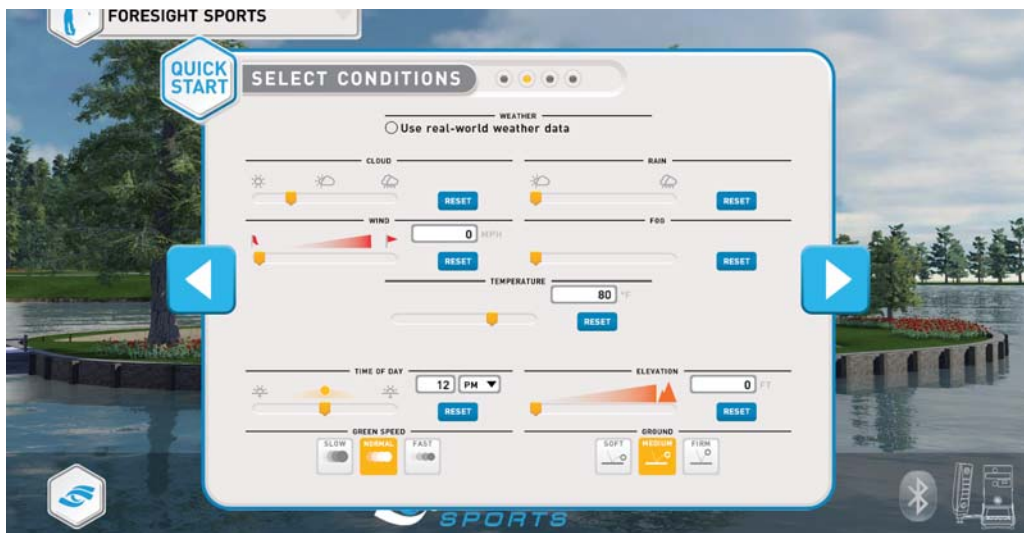 FORESIGHT SPORTS
QUICK
START
SELECT CONDITIONS
WEATHER
Use real-world weather data
CLOUD
RAIN
RESET
RESET
WIND
FOG
0 MPH
RESET
RESET
TEMPERATURE
80 °F
RESET
TIME OF DAY
ELEVATION
12 PM
0 FT
RESET
RESET
GREEN SPEED
GROUND
SLOW NORMAL FAST
SOFT MEDIUM FIRM
SPORTS